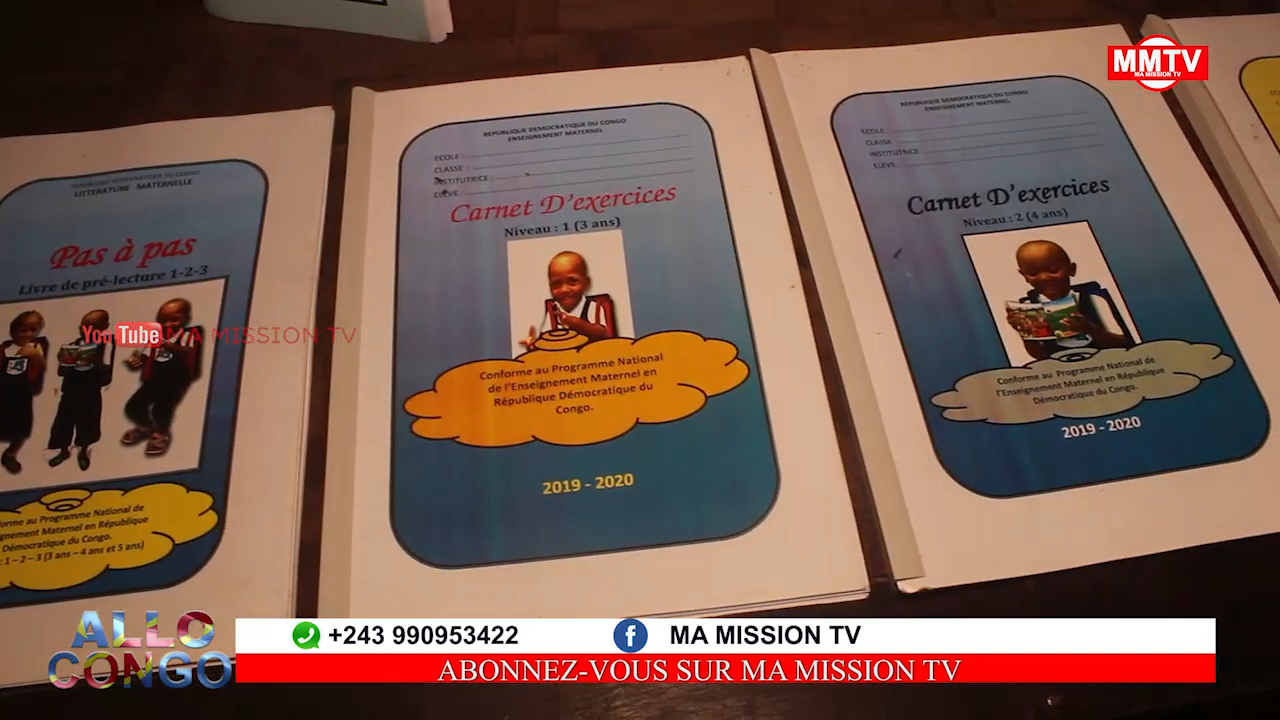 MMTV
MA MISSION TV
REPUBLIQUE DEMOCRATIQUE DU CONGO
LITTERATURE MATERNELLE
Pas à pas
Livre de pré-lecture 1-2-3
Programme National de
Maternel en République
Démocratique du Congo.
1 – 2 – 3 (3 ans – 4 ans et 5 ans)
REPUBLIQUE DEMOCRATIQUE DU CONGO
ENSEIGNEMENT MATERNEL
ECOLE :
CLASSE :
INSTITUTRICE :
ELEVE
Carnet D'exercices
Niveau : 1 (3 ans)
Conforme au Programme National
de l'Enseignement Maternel en
République Démocratique du
Congo.
2019 - 2020
REPUBLIQUE DEMOCRATIQUE DU CONGO
ENSEIGNEMENT MATERNEL
ECOLE
CLASSE
INSTITUTRICE
ELEVE
Carnet D'exercices
Niveau : 2 (4 ans)
Conforme au Programme National de
l'Enseignement Maternel en République
Démocratique du Congo.
2019 - 2020
YouTube MA MISSION TV
ALLO
CONGO
+243 990953422
MA MISSION TV
ABONNEZ-VOUS SUR MA MISSION TV